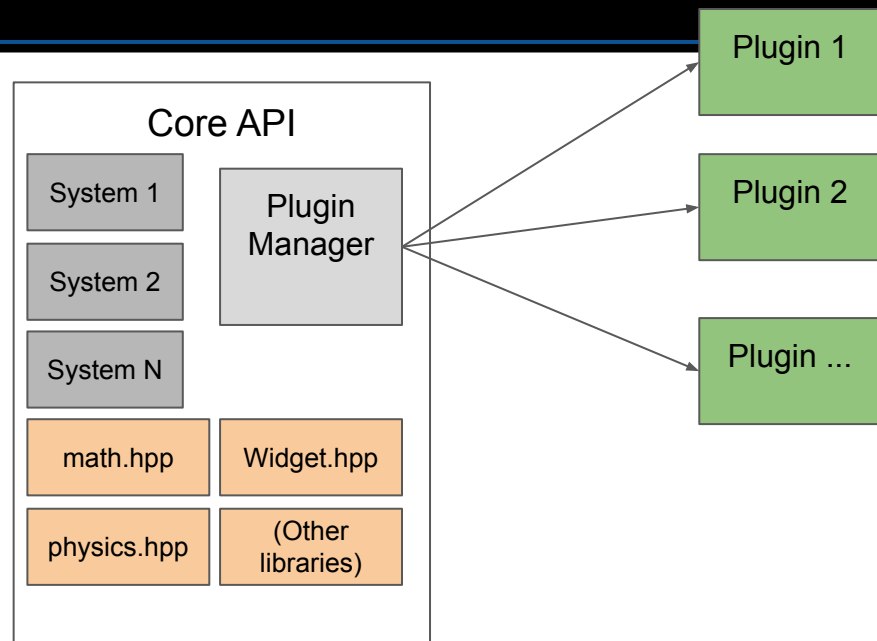 Core API
System 1
System 2
System N
Plugin
Manager
math.hpp
Widget.hpp
physics.hpp
(Other
libraries)
Plugin 1
Plugin 2
Plugin ...